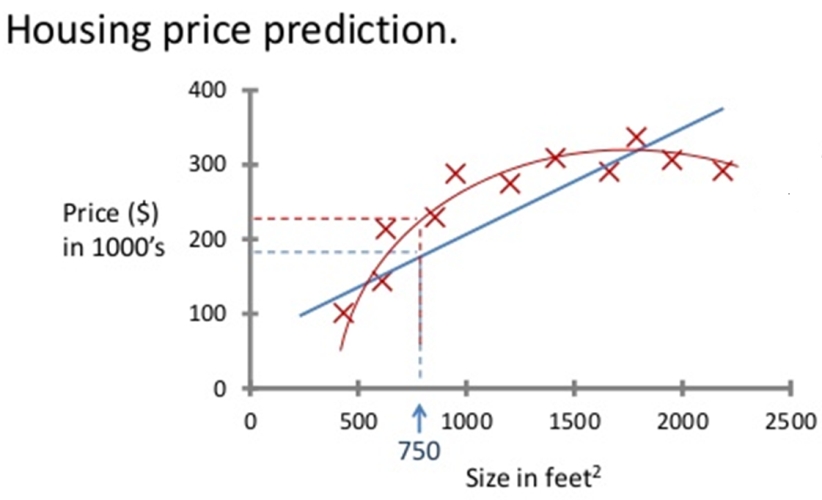 Housing price prediction.
400
300
Price ($)
in 1000's
200
100
0
0 500 1000 1500 2000 2500
750
Size in feet²